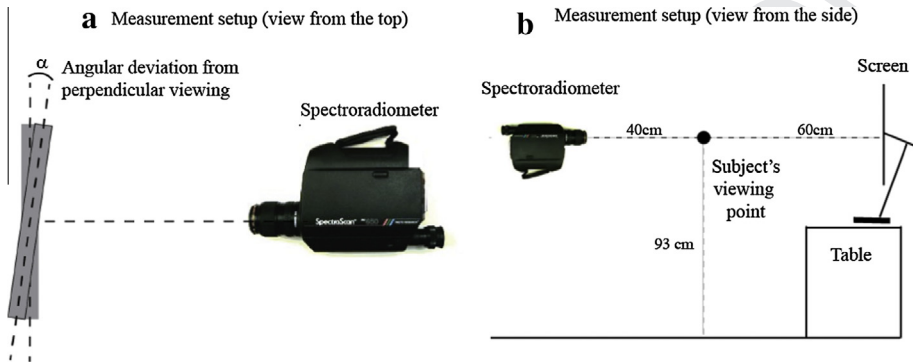 a Measurement setup (view from the top)
α Angular deviation from
perpendicular viewing
Spectroradiometer
SpectraScan®
b Measurement setup (view from the side)
Screen
Spectroradiometer
40cm
60cm
Subject's
viewing
point
93 cm
Table